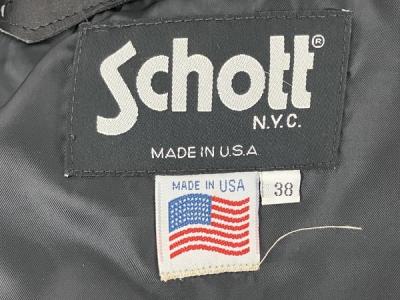 Schott®
N.Y.C.
MADE IN U.S.A
MADE IN USA
38